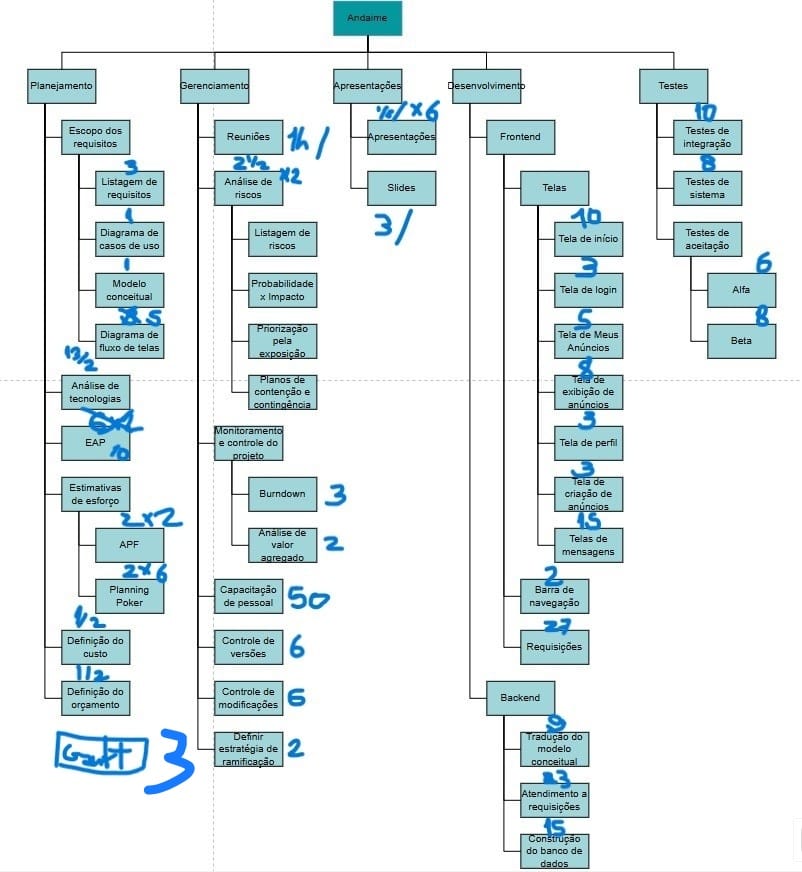 Andaime
Planejamento
Escopo dos
requisitos
3
Listagem de
requisitos
1
Diagrama de
casos de uso
1
Modelo
conceitual
5
Diagrama de
fluxo de telas
13/2
Análise de
tecnologias
6x1
EAP
10
Estimativas
de esforço
2x2
APF
2x6
Planning
Poker
1/2
Definição do
custo
1/2
Definição do
orçamento
Gantt
3
Gerenciamento
Reuniões
1h/
2 1/2 x2
Análise de
riscos
Listagem de
riscos
Probabilidade
x Impacto
Priorização
pela
exposição
Planos de
contenção e
contingência
Monitoramento
e controle do
projeto
Burndown
3
Análise de
valor
agregado
2
Capacitação
de pessoal
50
Controle de
versões
6
Controle de
modificações
6
Definir
estratégia de
ramificação
2
Apresentações
x6
Apresentações
Slides
3/
Desenvolvimento
Frontend
Telas
10
Tela de início
3
Tela de login
5
Tela de Meus
Anúncios
8
Tela de
exibição de
anúncios
3
Tela de perfil
3
Tela de
criação de
anúncios
15
Telas de
mensagens
2
Barra de
navegação
27
Requisições
Backend
9
Tradução do
modelo
conceitual
23
Atendimento a
requisições
15
Construção
do banco de
dados
Testes
10
Testes de
integração
8
Testes de
sistema
Testes de
aceitação
6
Alfa
8
Beta